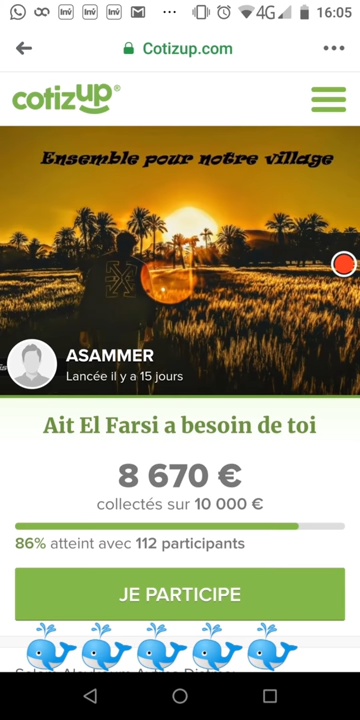 4G 16:05
Cotizup.com
cotizup®
Ensemble pour notre village
ASAMMER
Lancée il y a 15 jours
Ait El Farsi a besoin de toi
8 670 €
collectés sur 10 000 €
86% atteint avec 112 participants
JE PARTICIPE